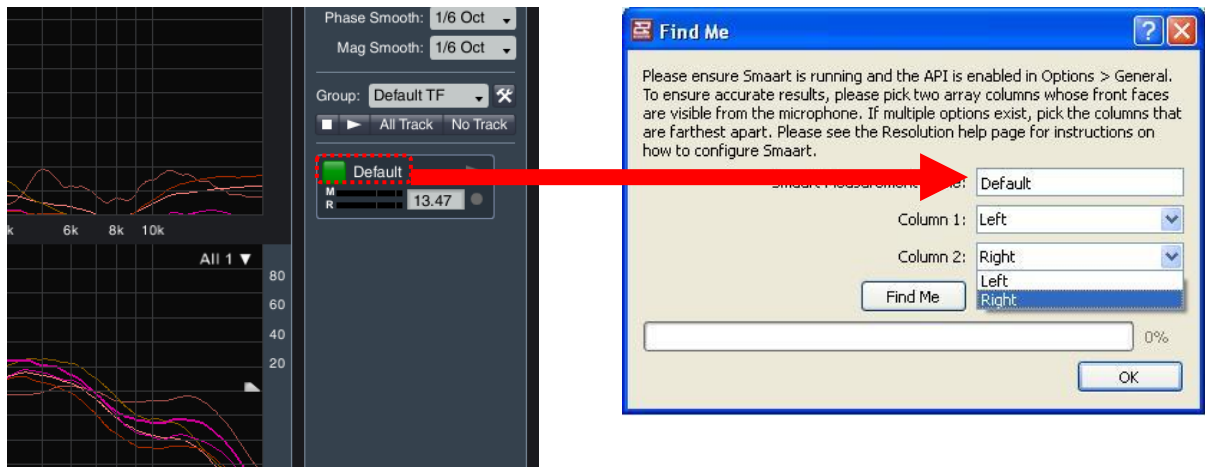 Phase Smooth: 1/6 Oct
Mag Smooth: 1/6 Oct
Group: Default TF
All Track No Track
Default
M
R
13.47
k 6k 8k 10k
All 1 ▼
80
60
40
20
Find Me
Please ensure Smaart is running and the API is enabled in Options > General.
To ensure accurate results, please pick two array columns whose front faces
are visible from the microphone. If multiple options exist, pick the columns that
are farthest apart. Please see the Resolution help page for instructions on
how to configure Smaart.
Default
Column 1: Left
Column 2: Right
Left
Find Me Right
0%
OK